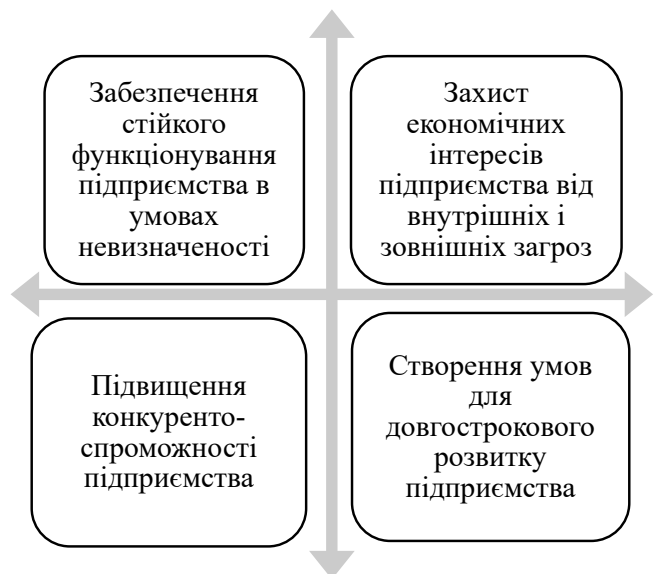 Забезпечення
стійкого
функціонування
підприємства в
умовах
невизначеності
Захист
економічних
інтересів
підприємства від
внутрішніх і
зовнішніх загроз
Підвищення
конкуренто-
спроможності
підприємства
Створення умов
для
довгострокового
розвитку
підприємства